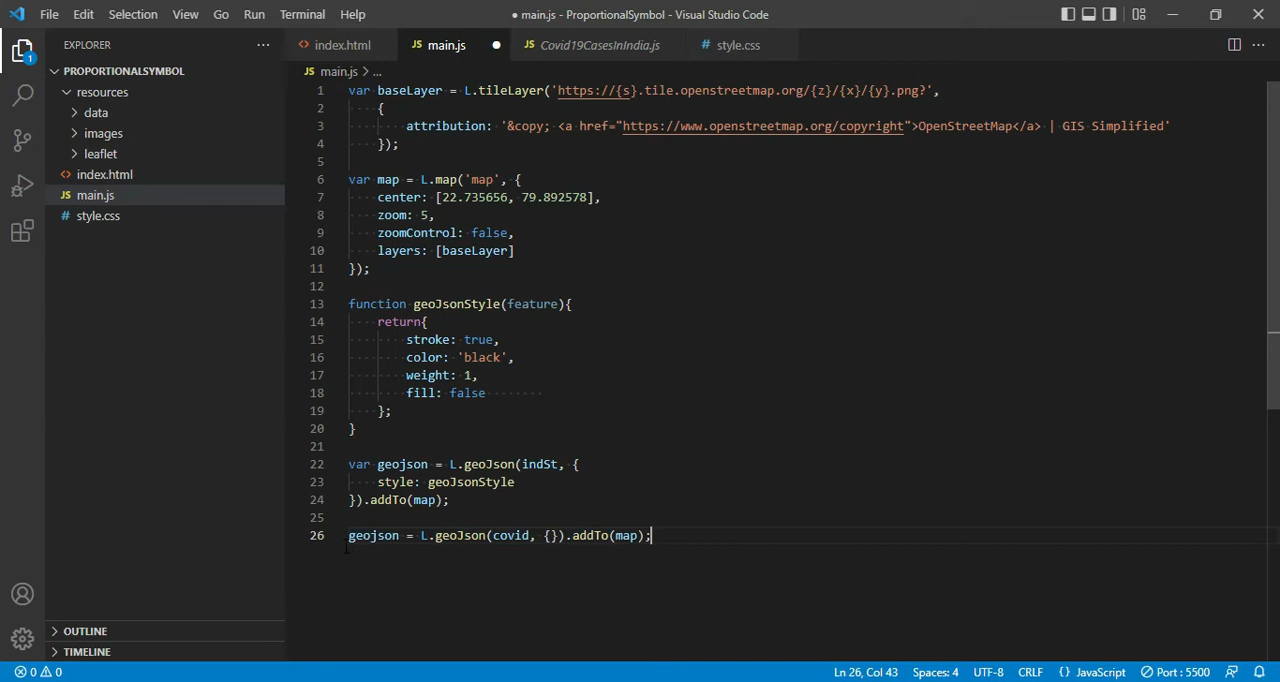 File Edit Selection View Go Run Terminal Help
● main.js - ProportionalSymbol - Visual Studio Code
EXPLORER ...
<> index.html JS main.js ● JS Covid19CasesInIndia.js # style.css
PROPORTIONALSYMBOL
resources
data
images
leaflet
<> index.html
JS main.js
# style.css
OUTLINE
TIMELINE
1
JS main.js > ...
1 var baseLayer = L.tileLayer('https://{s}.tile.openstreetmap.org/{z}/{x}/{y}.png?',
2 {
3 attribution: '&copy; <a href="https://www.openstreetmap.org/copyright">OpenStreetMap</a> | GIS Simplified'
4 });
5
6 var map = L.map('map', {
7 center: [22.735656, 79.892578],
8 zoom: 5,
9 zoomControl: false,
10 layers: [baseLayer]
11 });
12
13 function geoJsonStyle(feature){
14 return{
15 stroke: true,
16 color: 'black',
17 weight: 1,
18 fill: false
19 };
20 }
21
22 var geojson = L.geoJson(indSt, {
23 style: geoJsonStyle
24 }).addTo(map);
25
26 geojson = L.geoJson(covid, {}).addTo(map);
0 0 Ln 26, Col 43 Spaces: 4 UTF-8 CRLF {} JavaScript Port : 5500